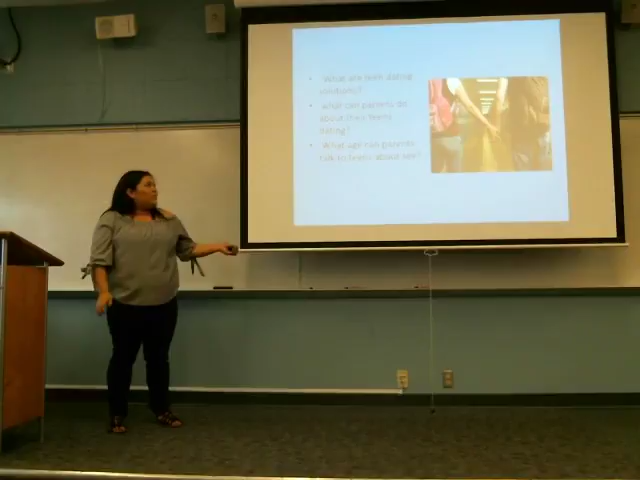 • What are teen dating
violations?
• What can parents do
about their teens
dating?
• What age can parents
talk to teens about sex?